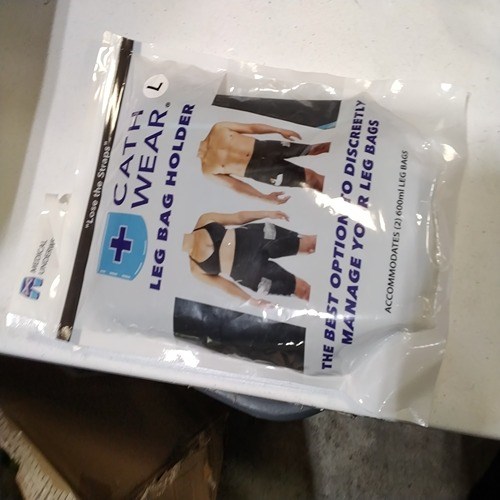 "Lose the Straps"
L
CATH
WEAR®
LEG BAG HOLDER
THE BEST OPTION TO DISCREETLY
MANAGE YOUR LEG BAGS
ACCOMMODATES (2) 600ml LEG BAGS
MEDICAL